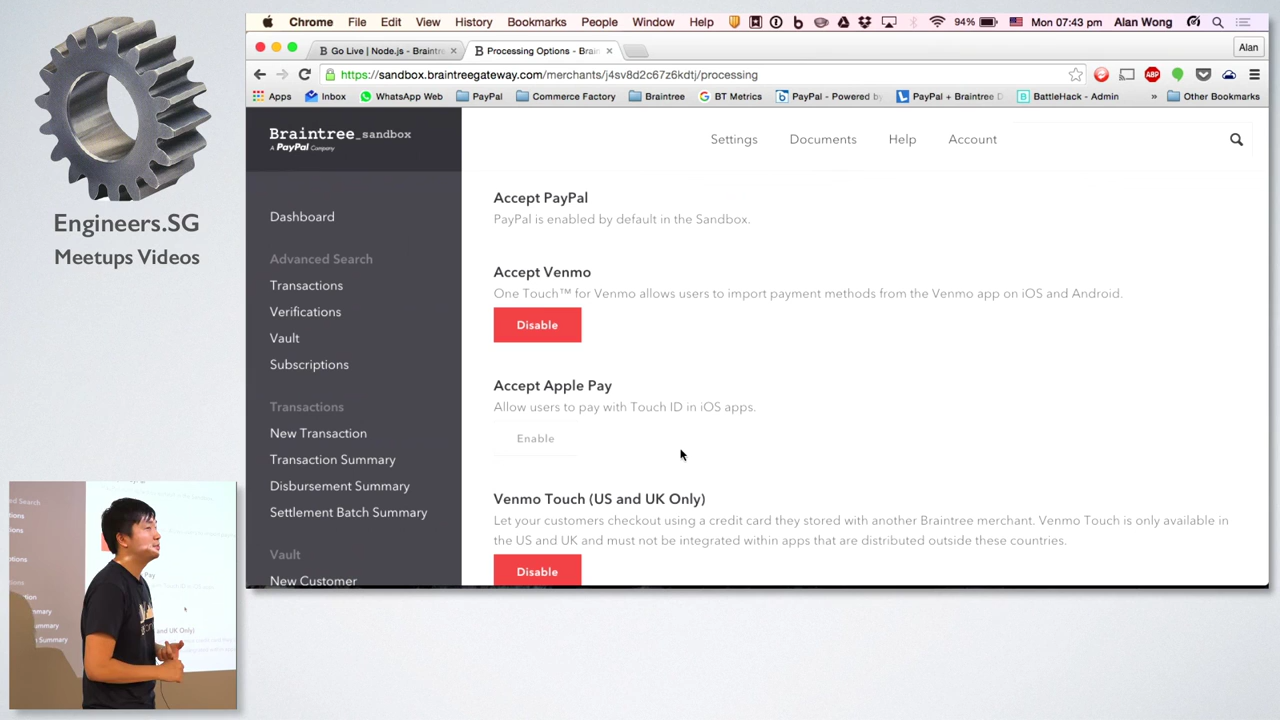 Engineers.SG
Meetups Videos
Chrome File Edit View History Bookmarks People Window Help
94% Mon 07:43 pm Alan Wong
Go Live | Node.js - Braintre
Processing Options - Brain
Alan
https://sandbox.braintreegateway.com/merchants/j4sv8d2c67z6kdtj/processing
Apps Inbox WhatsApp Web PayPal Commerce Factory Braintree BT Metrics PayPal - Powered by PayPal + Braintree D BattleHack - Admin » Other Bookmarks
Braintree_sandbox
A PayPal Company
Settings Documents Help Account
Dashboard
Advanced Search
Transactions
Verifications
Vault
Subscriptions
Transactions
New Transaction
Transaction Summary
Disbursement Summary
Settlement Batch Summary
Vault
New Customer
Accept PayPal
PayPal is enabled by default in the Sandbox.
Accept Venmo
One Touch™ for Venmo allows users to import payment methods from the Venmo app on iOS and Android.
Disable
Accept Apple Pay
Allow users to pay with Touch ID in iOS apps.
Enable
Venmo Touch (US and UK Only)
Let your customers checkout using a credit card they stored with another Braintree merchant. Venmo Touch is only available in
the US and UK and must not be integrated within apps that are distributed outside these countries.
Disable